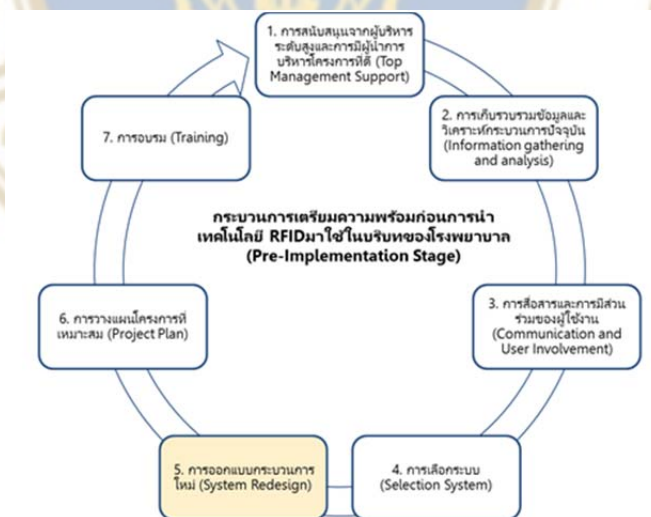 1. การสนับสนุนจากผู้บริหาร
ระดับสูงและการมีผู้นำการ
บริหารโครงการที่ดี (Top
Management Support)
2. การเก็บรวบรวมข้อมูลและ
วิเคราะห์กระบวนการปัจจุบัน
(Information gathering
and analysis)
3. การสื่อสารและการมีส่วน
ร่วมของผู้ใช้งาน
(Communication and
User Involvement)
4. การเลือกระบบ
(Selection System)
5. การออกแบบกระบวนการ
ใหม่ (System Redesign)
6. การวางแผนโครงการที่
เหมาะสม (Project Plan)
7. การอบรม (Training)
กระบวนการเตรียมความพร้อมก่อนการนำ
เทคโนโลยี RFIDมาใช้ในบริบทของโรงพยาบาล
(Pre-Implementation Stage)